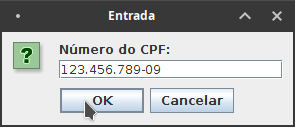 Entrada
Número do CPF:
123.456.789-09
OK
Cancelar